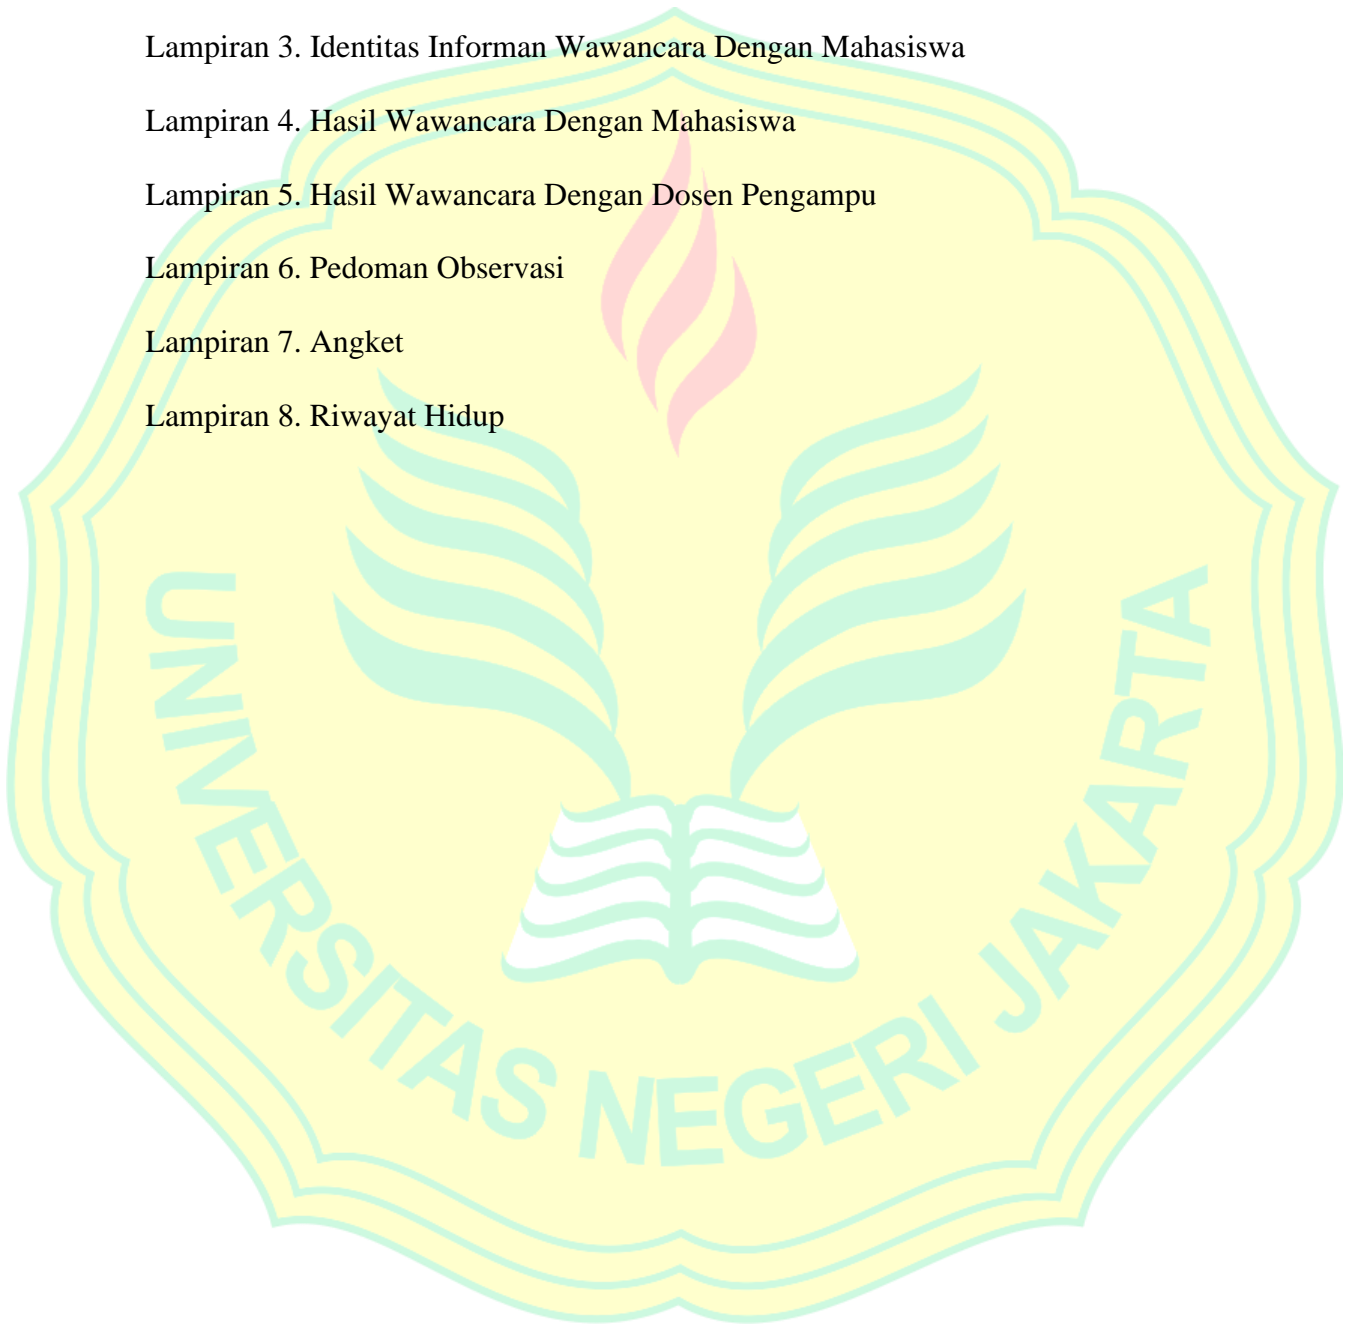 Lampiran 3. Identitas Informan Wawancara Dengan Mahasiswa
Lampiran 4. Hasil Wawancara Dengan Mahasiswa
Lampiran 5. Hasil Wawancara Dengan Dosen Pengampu
Lampiran 6. Pedoman Observasi
Lampiran 7. Angket
Lampiran 8. Riwayat Hidup
UNIVERSITAS NEGERI JAKARTA